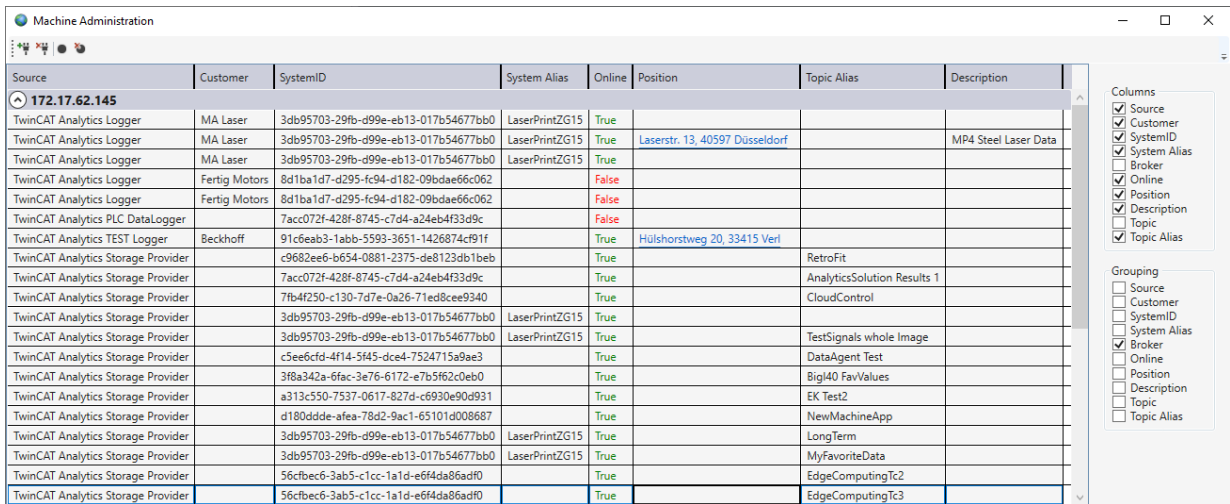 Machine Administration
Source Customer SystemID System Alias Online Position Topic Alias Description
172.17.62.145
TwinCAT Analytics Logger MA Laser 3db95703-29fb-d99e-eb13-017b54677bb0 LaserPrintZG15 True
TwinCAT Analytics Logger MA Laser 3db95703-29fb-d99e-eb13-017b54677bb0 LaserPrintZG15 True Laserstr. 13, 40597 Düsseldorf MP4 Steel Laser Data
TwinCAT Analytics Logger MA Laser 3db95703-29fb-d99e-eb13-017b54677bb0 LaserPrintZG15 True
TwinCAT Analytics Logger Fertig Motors 8d1ba1d7-d295-fc94-d182-09bdae66c062 False
TwinCAT Analytics Logger Fertig Motors 8d1ba1d7-d295-fc94-d182-09bdae66c062 False
TwinCAT Analytics PLC DataLogger 7acc072f-428f-8745-c7d4-a24eb4f33d9c False
TwinCAT Analytics TEST Logger Beckhoff 91c6eab3-1abb-5593-3651-1426874cf91f True Hülshorstweg 20, 33415 Verl
TwinCAT Analytics Storage Provider c9682ee6-b654-0881-2375-de8123db1beb True RetroFit
TwinCAT Analytics Storage Provider 7acc072f-428f-8745-c7d4-a24eb4f33d9c True AnalyticsSolution Results 1
TwinCAT Analytics Storage Provider 7fb4f250-c130-7d7e-0a26-71ed8cee9340 True CloudControl
TwinCAT Analytics Storage Provider 3db95703-29fb-d99e-eb13-017b54677bb0 LaserPrintZG15 True
TwinCAT Analytics Storage Provider 3db95703-29fb-d99e-eb13-017b54677bb0 LaserPrintZG15 True TestSignals whole Image
TwinCAT Analytics Storage Provider c5ee6cfd-4f14-5f45-dce4-7524715a9ae3 True DataAgent Test
TwinCAT Analytics Storage Provider 3f8a342a-6fac-3e76-6172-e7b5f62c0eb0 True BigI40 FavValues
TwinCAT Analytics Storage Provider a313c550-7537-0617-827d-c6930e90d931 True EK Test2
TwinCAT Analytics Storage Provider d180ddde-afea-78d2-9ac1-65101d008687 True NewMachineApp
TwinCAT Analytics Storage Provider 3db95703-29fb-d99e-eb13-017b54677bb0 LaserPrintZG15 True LongTerm
TwinCAT Analytics Storage Provider 3db95703-29fb-d99e-eb13-017b54677bb0 LaserPrintZG15 True MyFavoriteData
TwinCAT Analytics Storage Provider 56cfbec6-3ab5-c1cc-1a1d-e6f4da86adf0 True EdgeComputingTc2
TwinCAT Analytics Storage Provider 56cfbec6-3ab5-c1cc-1a1d-e6f4da86adf0 True EdgeComputingTc3
Columns
Source
Customer
SystemID
System Alias
Broker
Online
Position
Description
Topic
Topic Alias
Grouping
Source
Customer
SystemID
System Alias
Broker
Online
Position
Description
Topic
Topic Alias